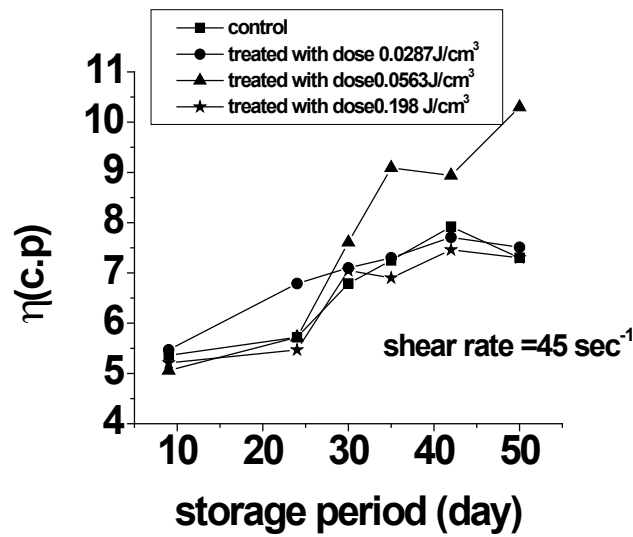 control
treated with dose 0.0287J/cm³
treated with dose0.0563J/cm³
treated with dose0.198 J/cm³
11
10
9
8
7
6
5
4
η(c.p)
shear rate =45 sec⁻¹
10 20 30 40 50
storage period (day)